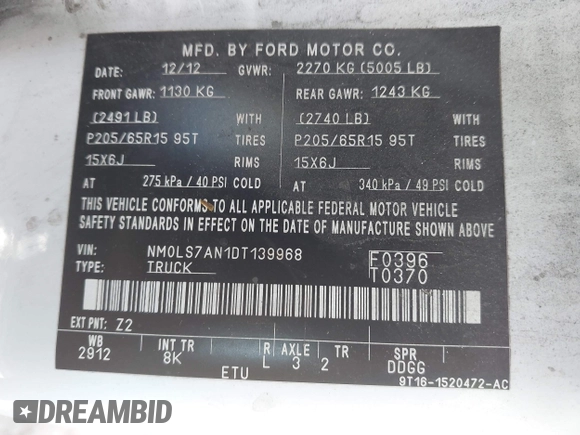 MFD. BY FORD MOTOR CO.
DATE: 12/12 GVWR: 2270 KG (5005 LB)
FRONT GAWR: 1130 KG REAR GAWR: 1243 KG
(2491 LB) WITH (2740 LB) WITH
P205/65R15 95T TIRES P205/65R15 95T TIRES
15X6J RIMS 15X6J RIMS
AT 275 kPa/ 40 PSI COLD AT 340 kPa/ 49 PSI COLD
THIS VEHICLE CONFORMS TO ALL APPLICABLE FEDERAL MOTOR VEHICLE
SAFETY STANDARDS IN EFFECT ON THE DATE OF MANUFACTURE SHOWN ABOVE.
VIN: NM0LS7AN1DT139968 F0396
TYPE: TRUCK T0370
EXT PNT: Z2
WB INT TR R AXLE TR SPR
2912 8K L 3 2 DDGG
ETU 9T16-1520472-AC
DREAMBID